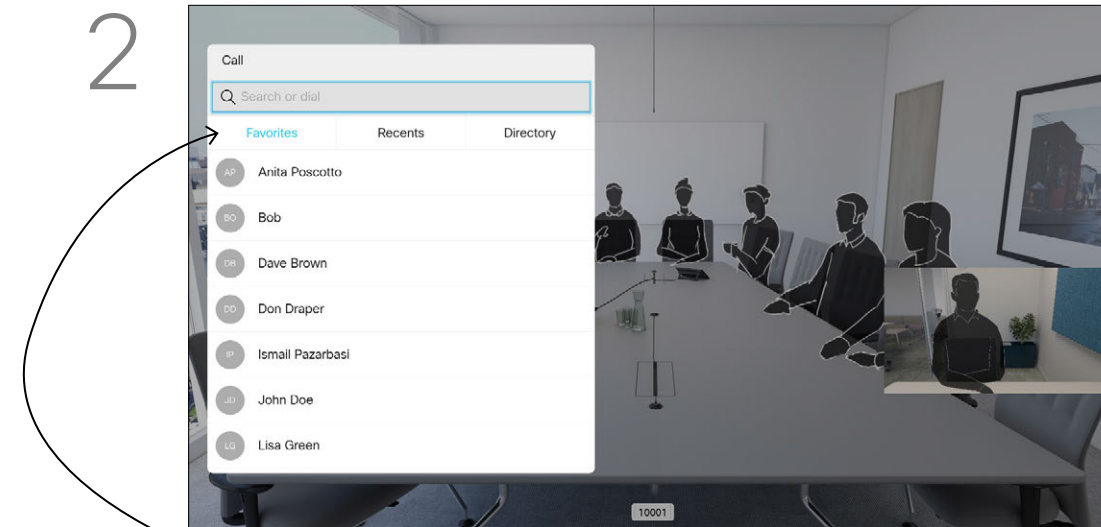 2
Call
Search or dial
Favorites Recents Directory
AP Anita Poscotto
BO Bob
DB Dave Brown
DD Don Draper
IP Ismail Pazarbasi
JD John Doe
LG Lisa Green
10001